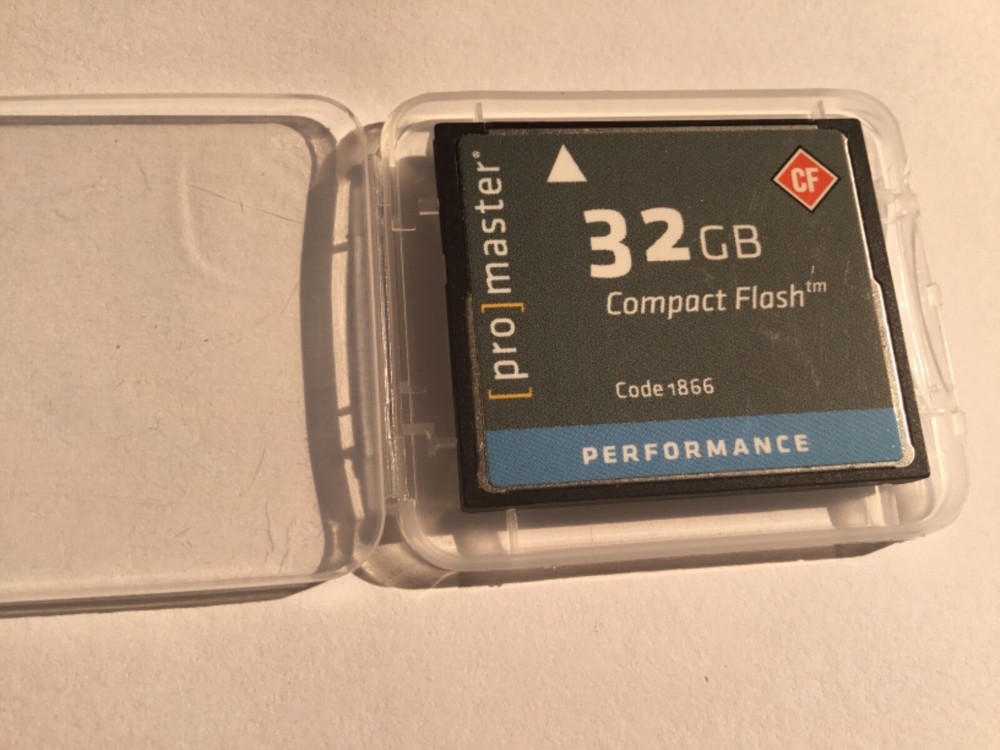 [pro]master®
CF
32GB
Compact Flash™
Code 1866
PERFORMANCE